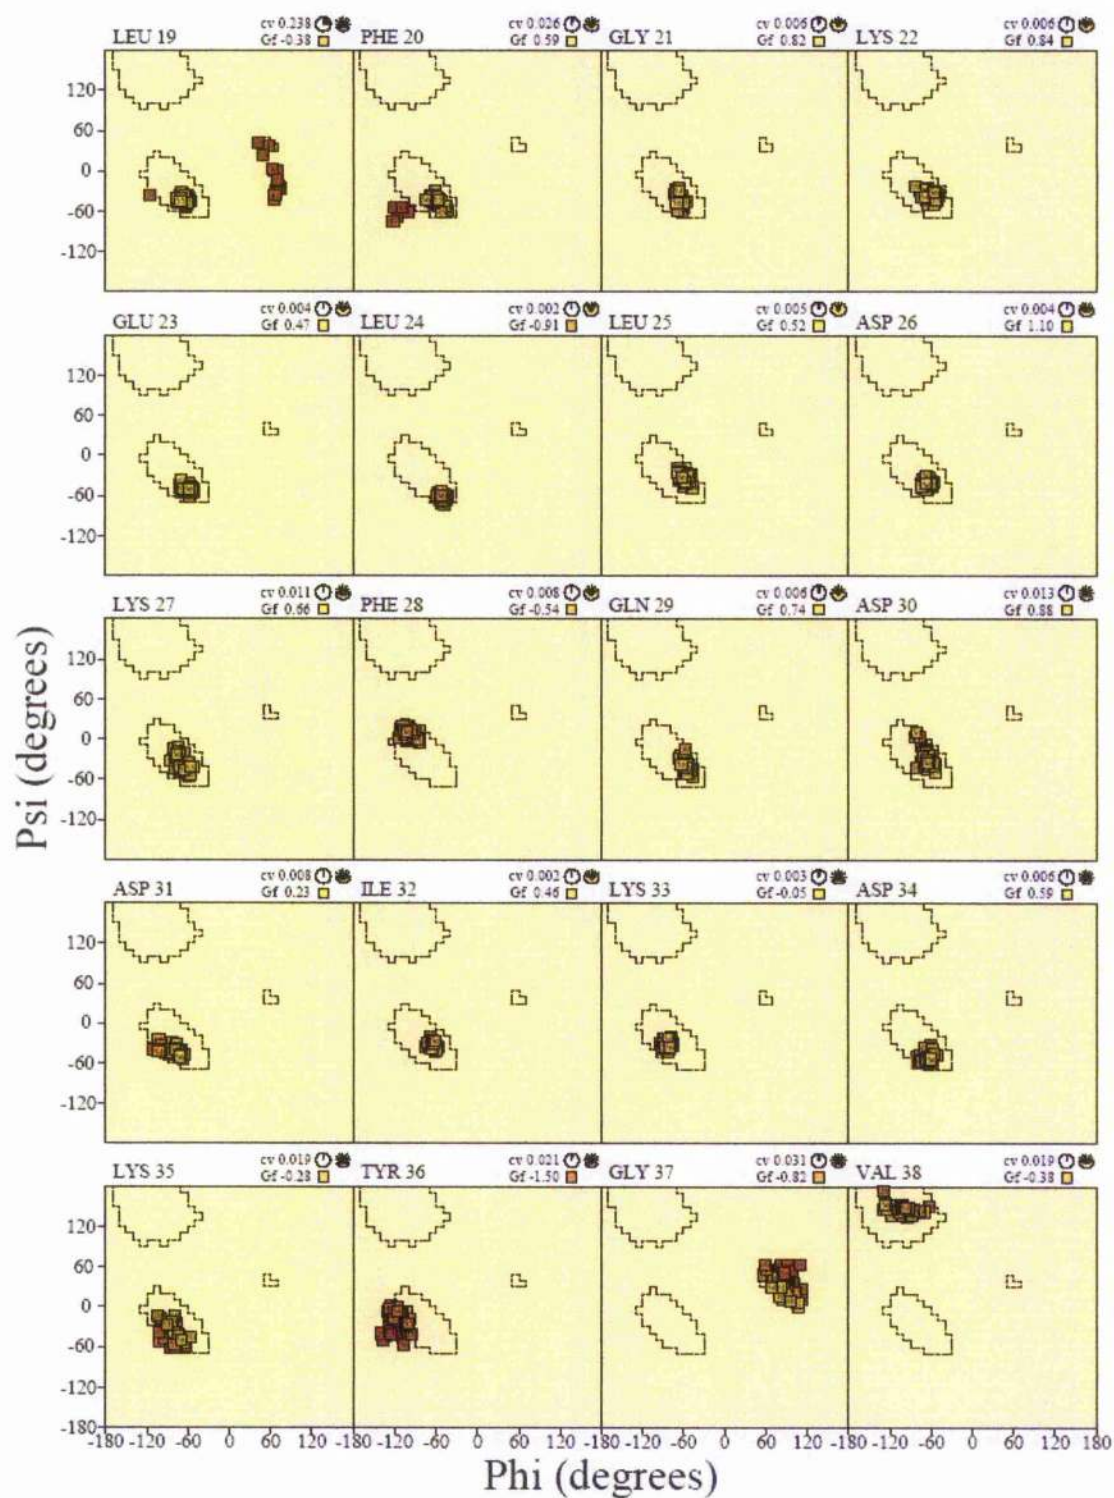 cv 0.238 cv 0.026 cv 0.006 cv 0.006
LEU 19 Gf -0.38 PHE 20 Gf 0.59 GLY 21 Gf 0.82 LYS 22 Gf 0.84
120
60
0
-60
-120
cv 0.004 cv 0.002 cv 0.005 cv 0.004
GLU 23 Gf 0.47 LEU 24 Gf -0.91 LEU 25 Gf 0.52 ASP 26 Gf 1.10
120
60
0
-60
-120
cv 0.011 cv 0.008 cv 0.006 cv 0.013
LYS 27 Gf 0.66 PHE 28 Gf -0.54 GLN 29 Gf 0.74 ASP 30 Gf 0.88
120
60
0
-60
-120
Psi (degrees)
cv 0.008 cv 0.002 cv 0.003 cv 0.006
ASP 31 Gf 0.23 ILE 32 Gf 0.46 LYS 33 Gf -0.05 ASP 34 Gf 0.59
120
60
0
-60
-120
cv 0.019 cv 0.021 cv 0.031 cv 0.019
LYS 35 Gf -0.28 TYR 36 Gf -1.50 GLY 37 Gf -0.82 VAL 38 Gf -0.38
120
60
0
-60
-120
-180
-180 -120 -60 0 60 120 -180 -120 -60 0 60 120 -180 -120 -60 0 60 120 -180 -120 -60 0 60 120 180
Phi (degrees)